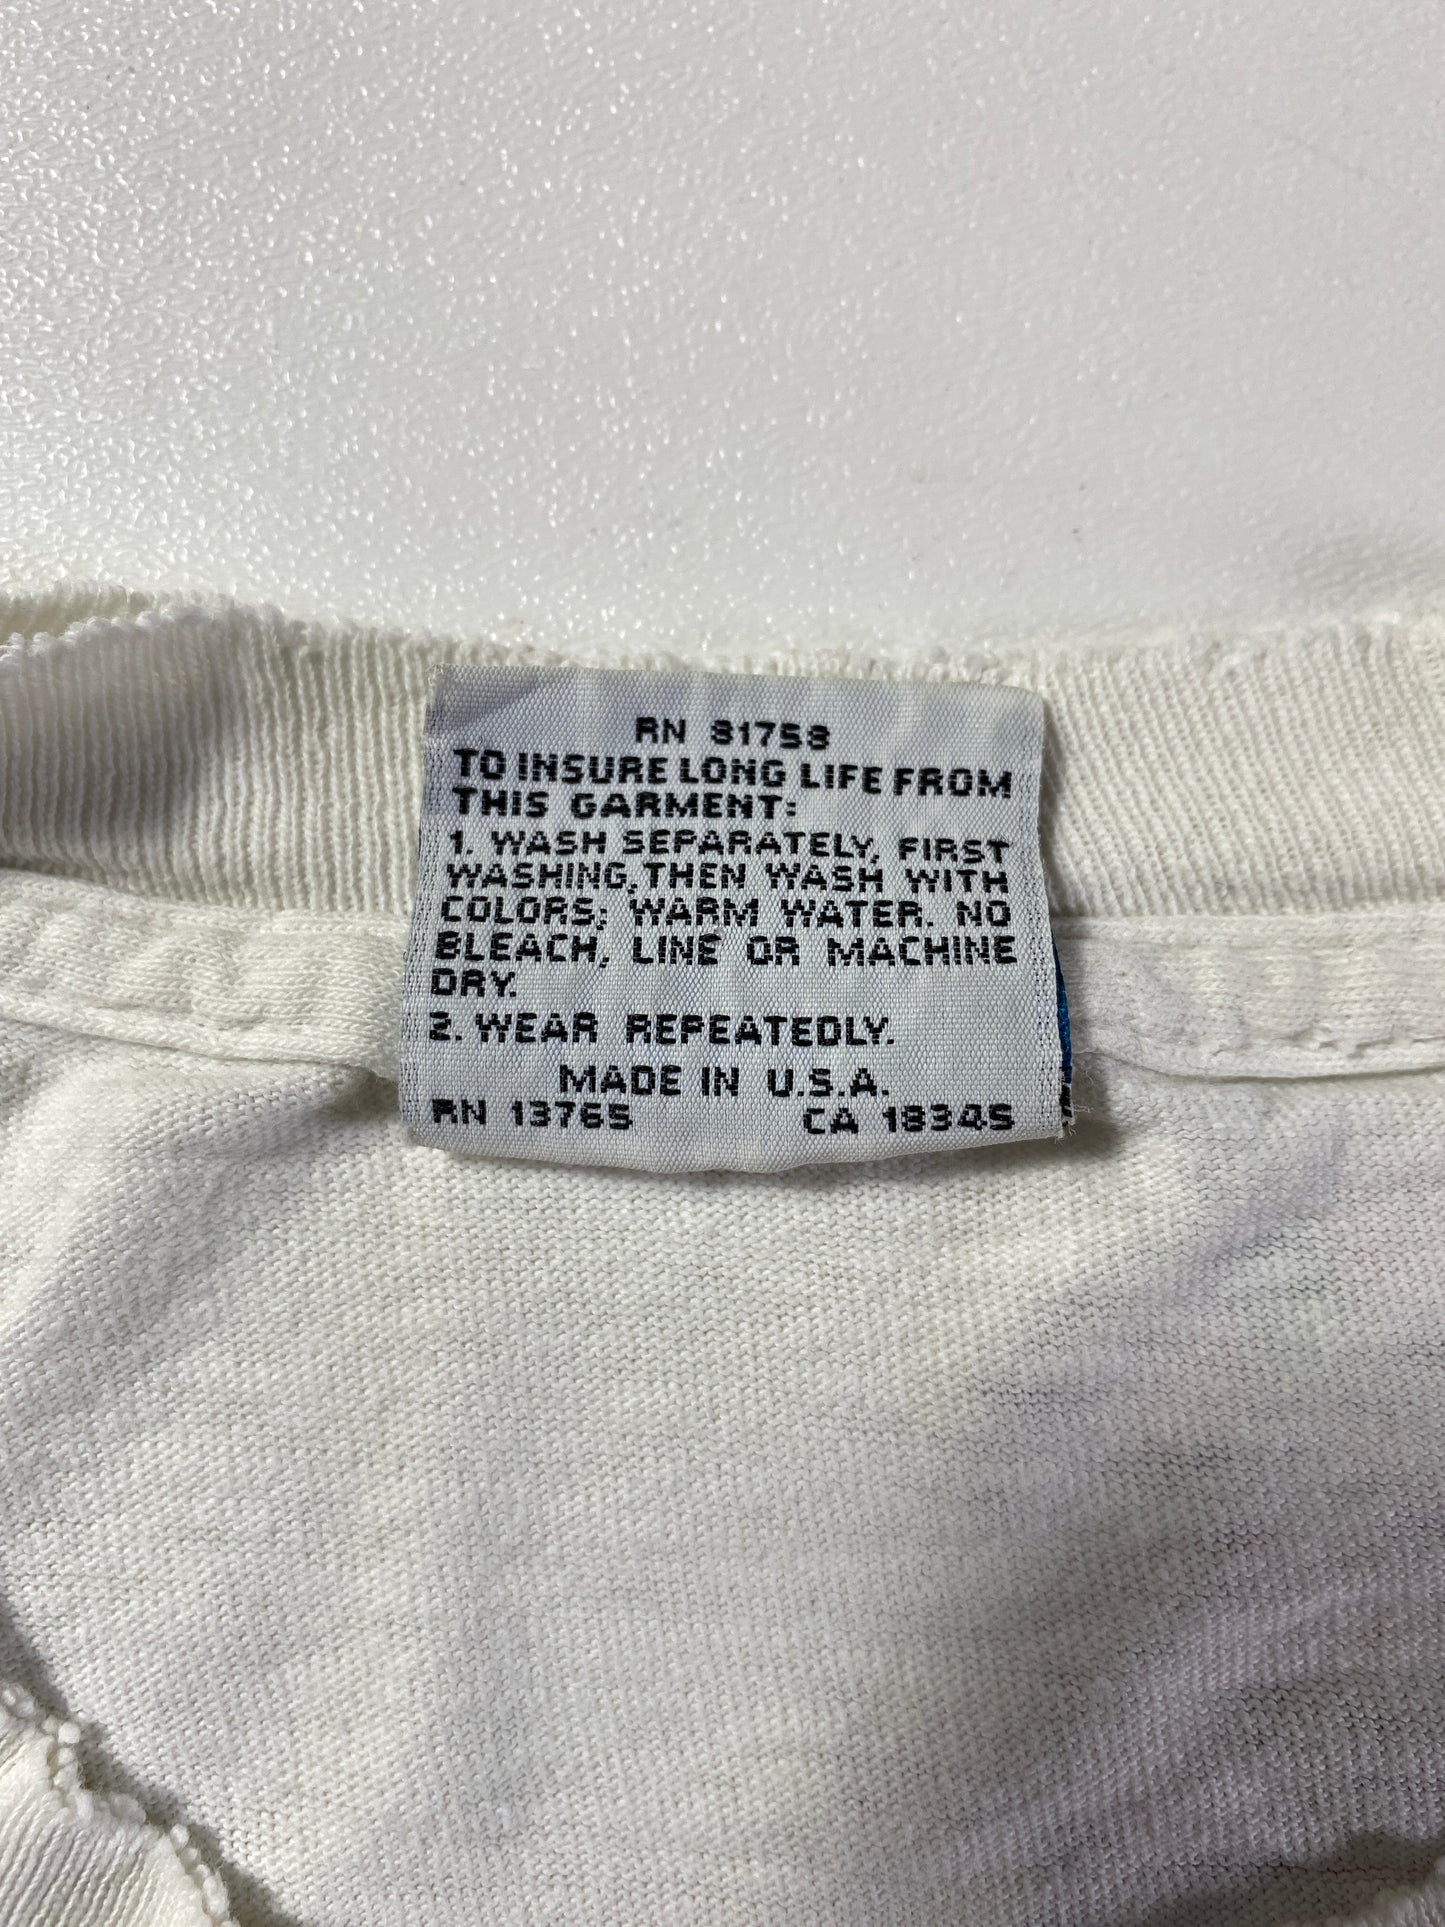 RN 81758
TO INSURE LONG LIFE FROM
THIS GARMENT:
1. WASH SEPARATELY, FIRST
WASHING, THEN WASH WITH
COLORS; WARM WATER. NO
BLEACH, LINE OR MACHINE
DRY.
2. WEAR REPEATEDLY.
MADE IN U.S.A.
RN 13765 CA 18345